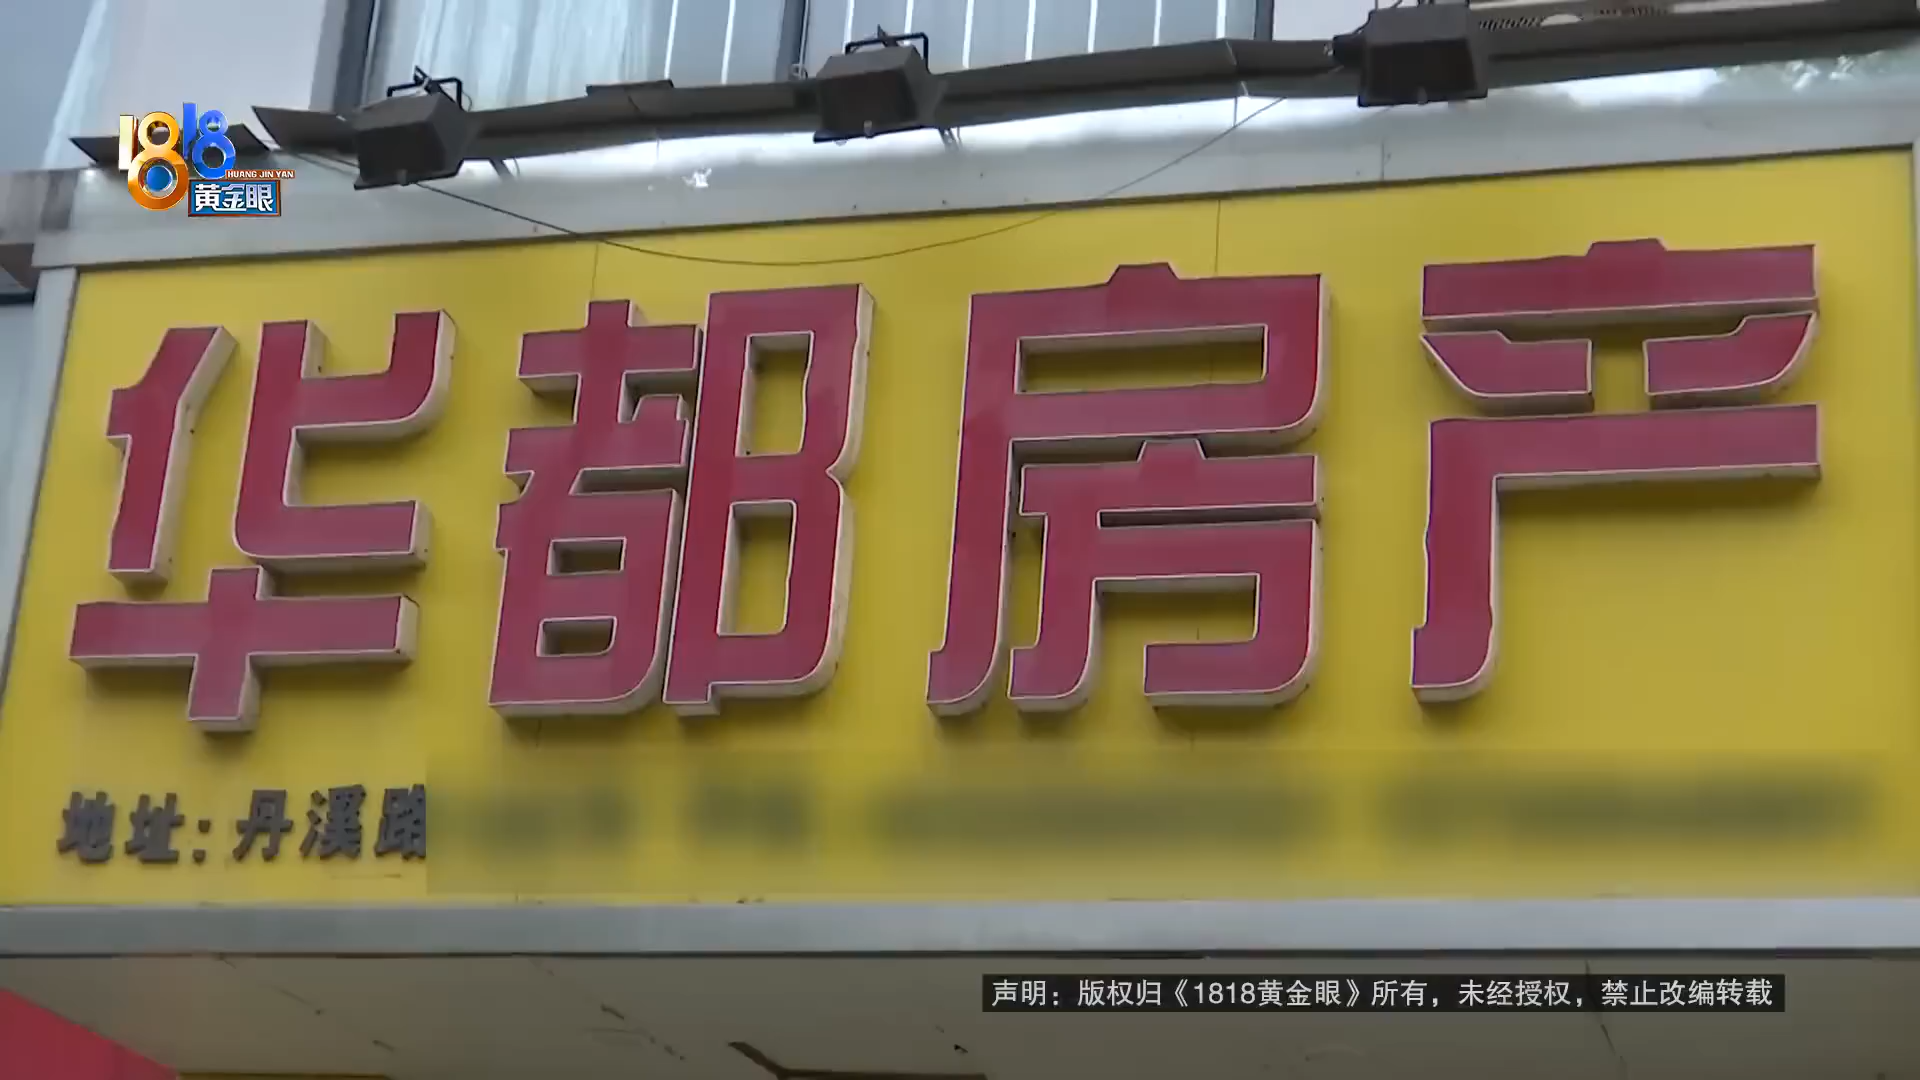 1818
HUANG JIN YAN
黄金眼
华都房产
地址:丹溪路
声明：版权归《1818黄金眼》所有，未经授权，禁止改编转载